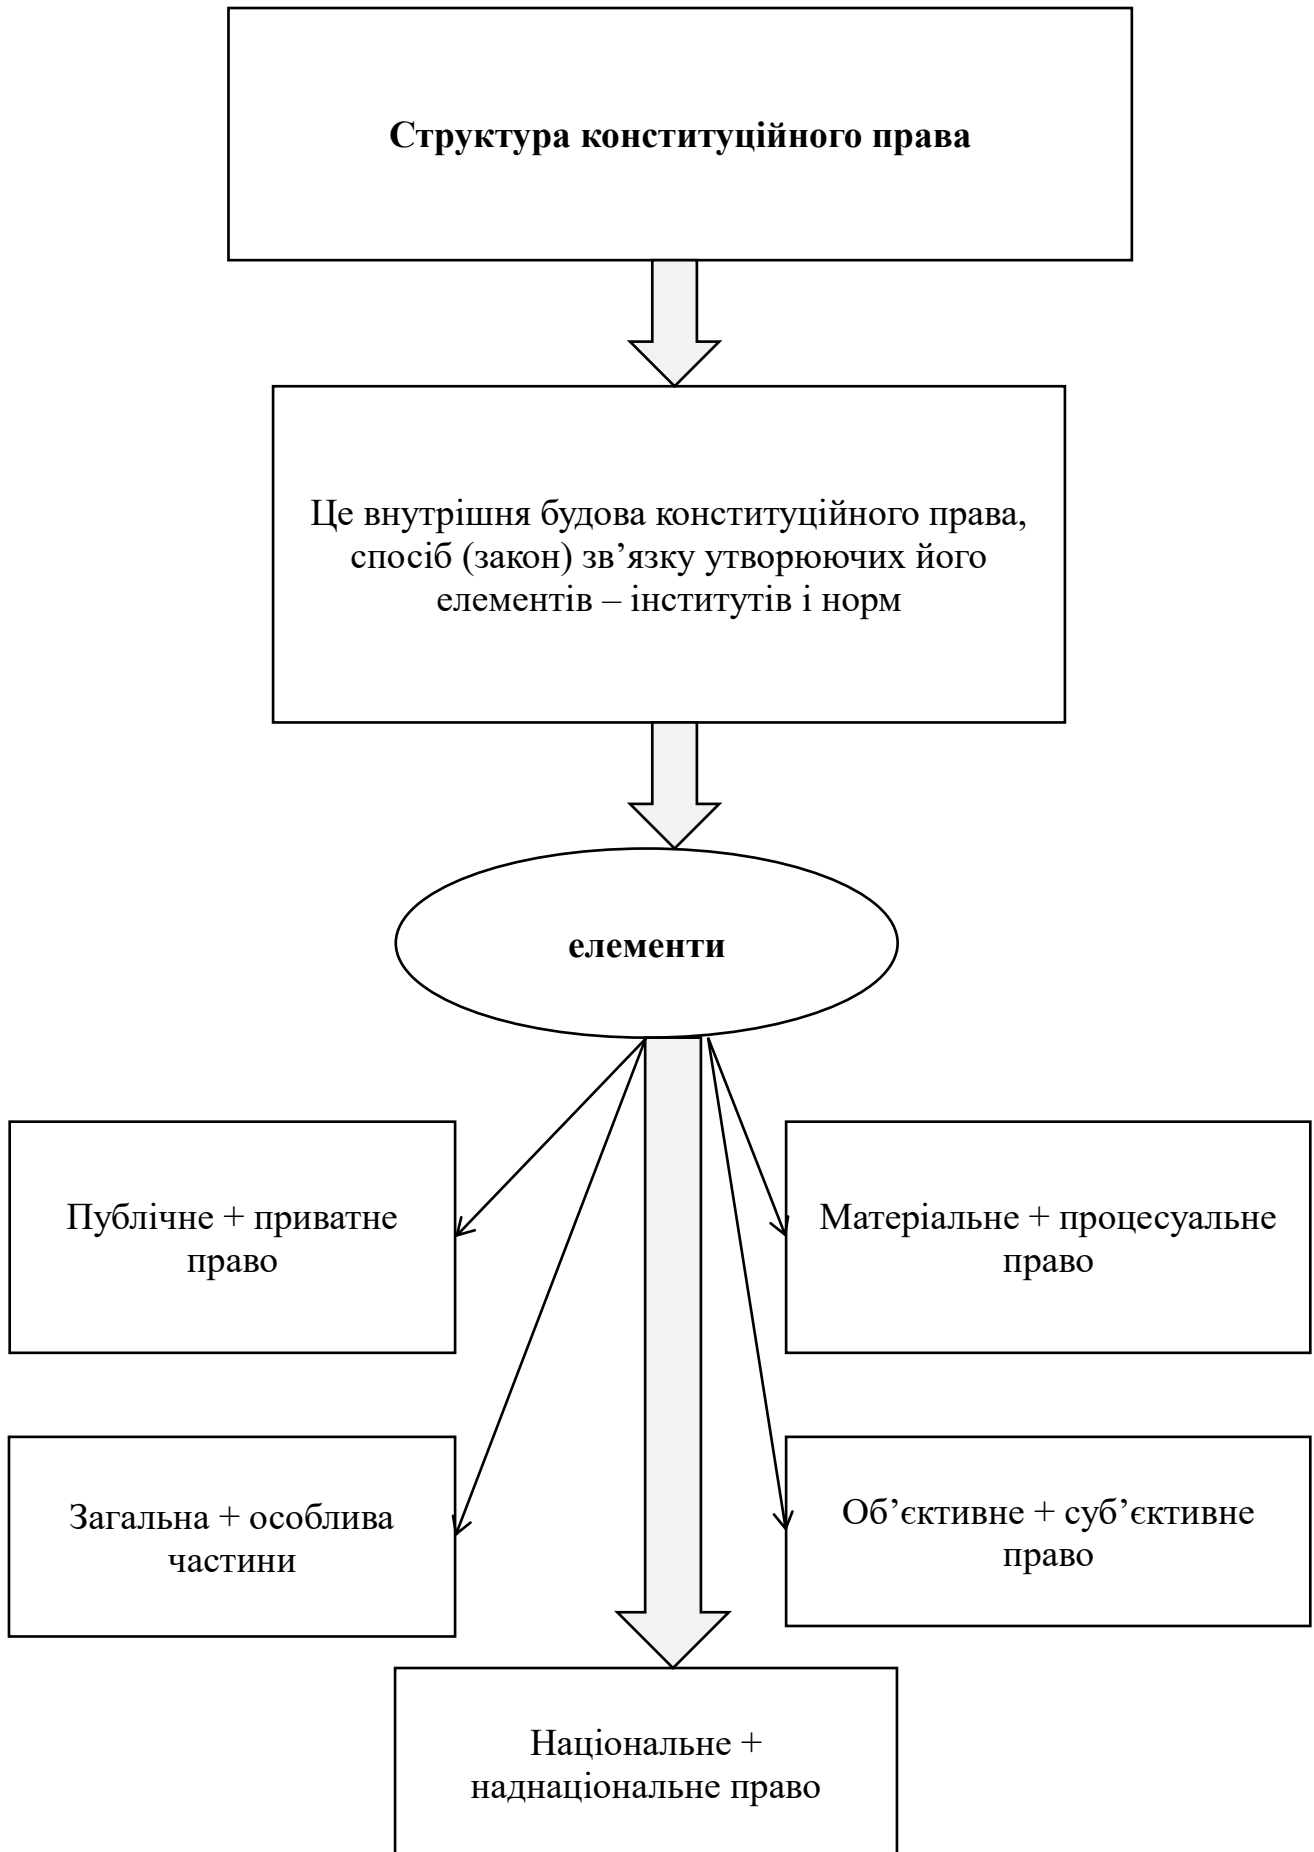 Структура конституційного права
Це внутрішня будова конституційного права,
спосіб (закон) зв’язку утворюючих його
елементів – інститутів і норм
елементи
Публічне + приватне
право
Матеріальне + процесуальне
право
Загальна + особлива
частини
Об’єктивне + суб’єктивне
право
Національне +
наднаціональне право